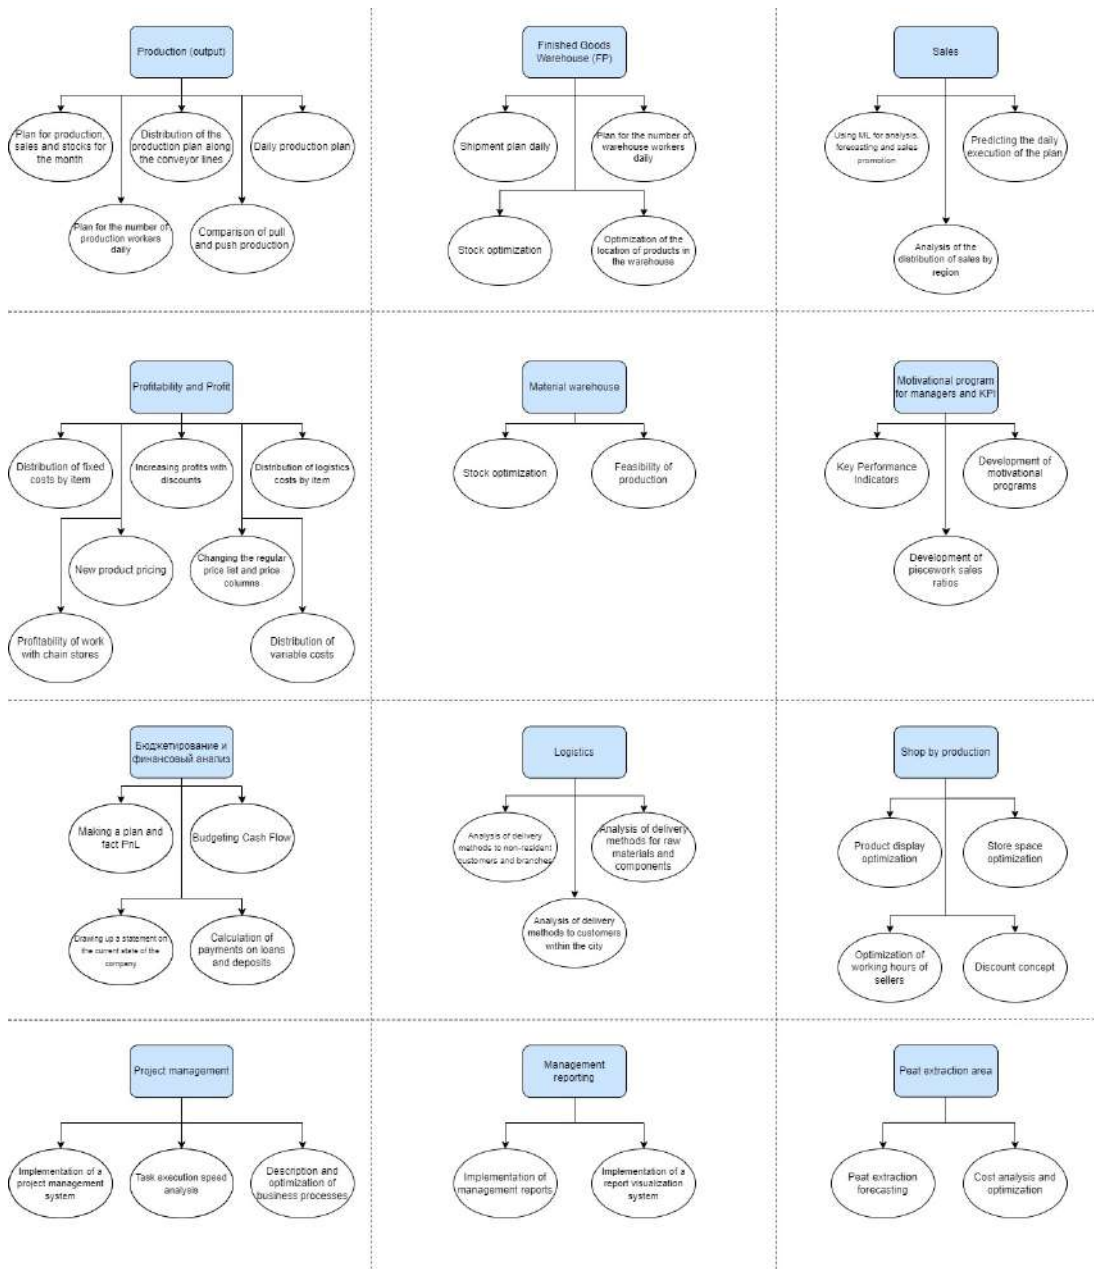 Production (output)
Plan for production,
sales and stocks for
the month
Distribution of the
production plan along
the conveyor lines
Daily production plan
Plan for the number of
production workers
daily
Comparison of pull
and push production
Finished Goods
Warehouse (FP)
Shipment plan daily
Plan for the number of
warehouse workers
daily
Stock optimization
Optimization of the
location of products in
the warehouse
Sales
Using ML for analysis,
forecasting and sales
promotion
Predicting the daily
execution of the plan
Analysis of the
distribution of sales by
region
Profitability and Profit
Distribution of fixed
costs by item
Increasing profits with
discounts
Distribution of logistics
costs by item
New product pricing
Changing the regular
price list and price
columns
Profitability of work
with chain stores
Distribution of
variable costs
Material warehouse
Stock optimization
Feasibility of
production
Motivational program
for managers and KPI
Key Performance
Indicators
Development of
motivational
programs
Development of
piecework sales
ratios
Бюджетирование и
финансовый анализ
Making a plan and
fact PnL
Budgeting Cash Flow
Drawing up a statement on
the current state of the
company
Calculation of
payments on loans
and deposits
Logistics
Analysis of delivery
methods to non-resident
customers and branches
Analysis of delivery
methods for raw
materials and
components
Analysis of delivery
methods to customers
within the city
Shop by production
Product display
optimization
Store space
optimization
Optimization of
working hours of
sellers
Discount concept
Project management
Implementation of a
project management
system
Task execution speed
analysis
Description and
optimization of
business processes
Management
reporting
Implementation of
management reports
Implementation of a
report visualization
system
Peat extraction area
Peat extraction
forecasting
Cost analysis and
optimization